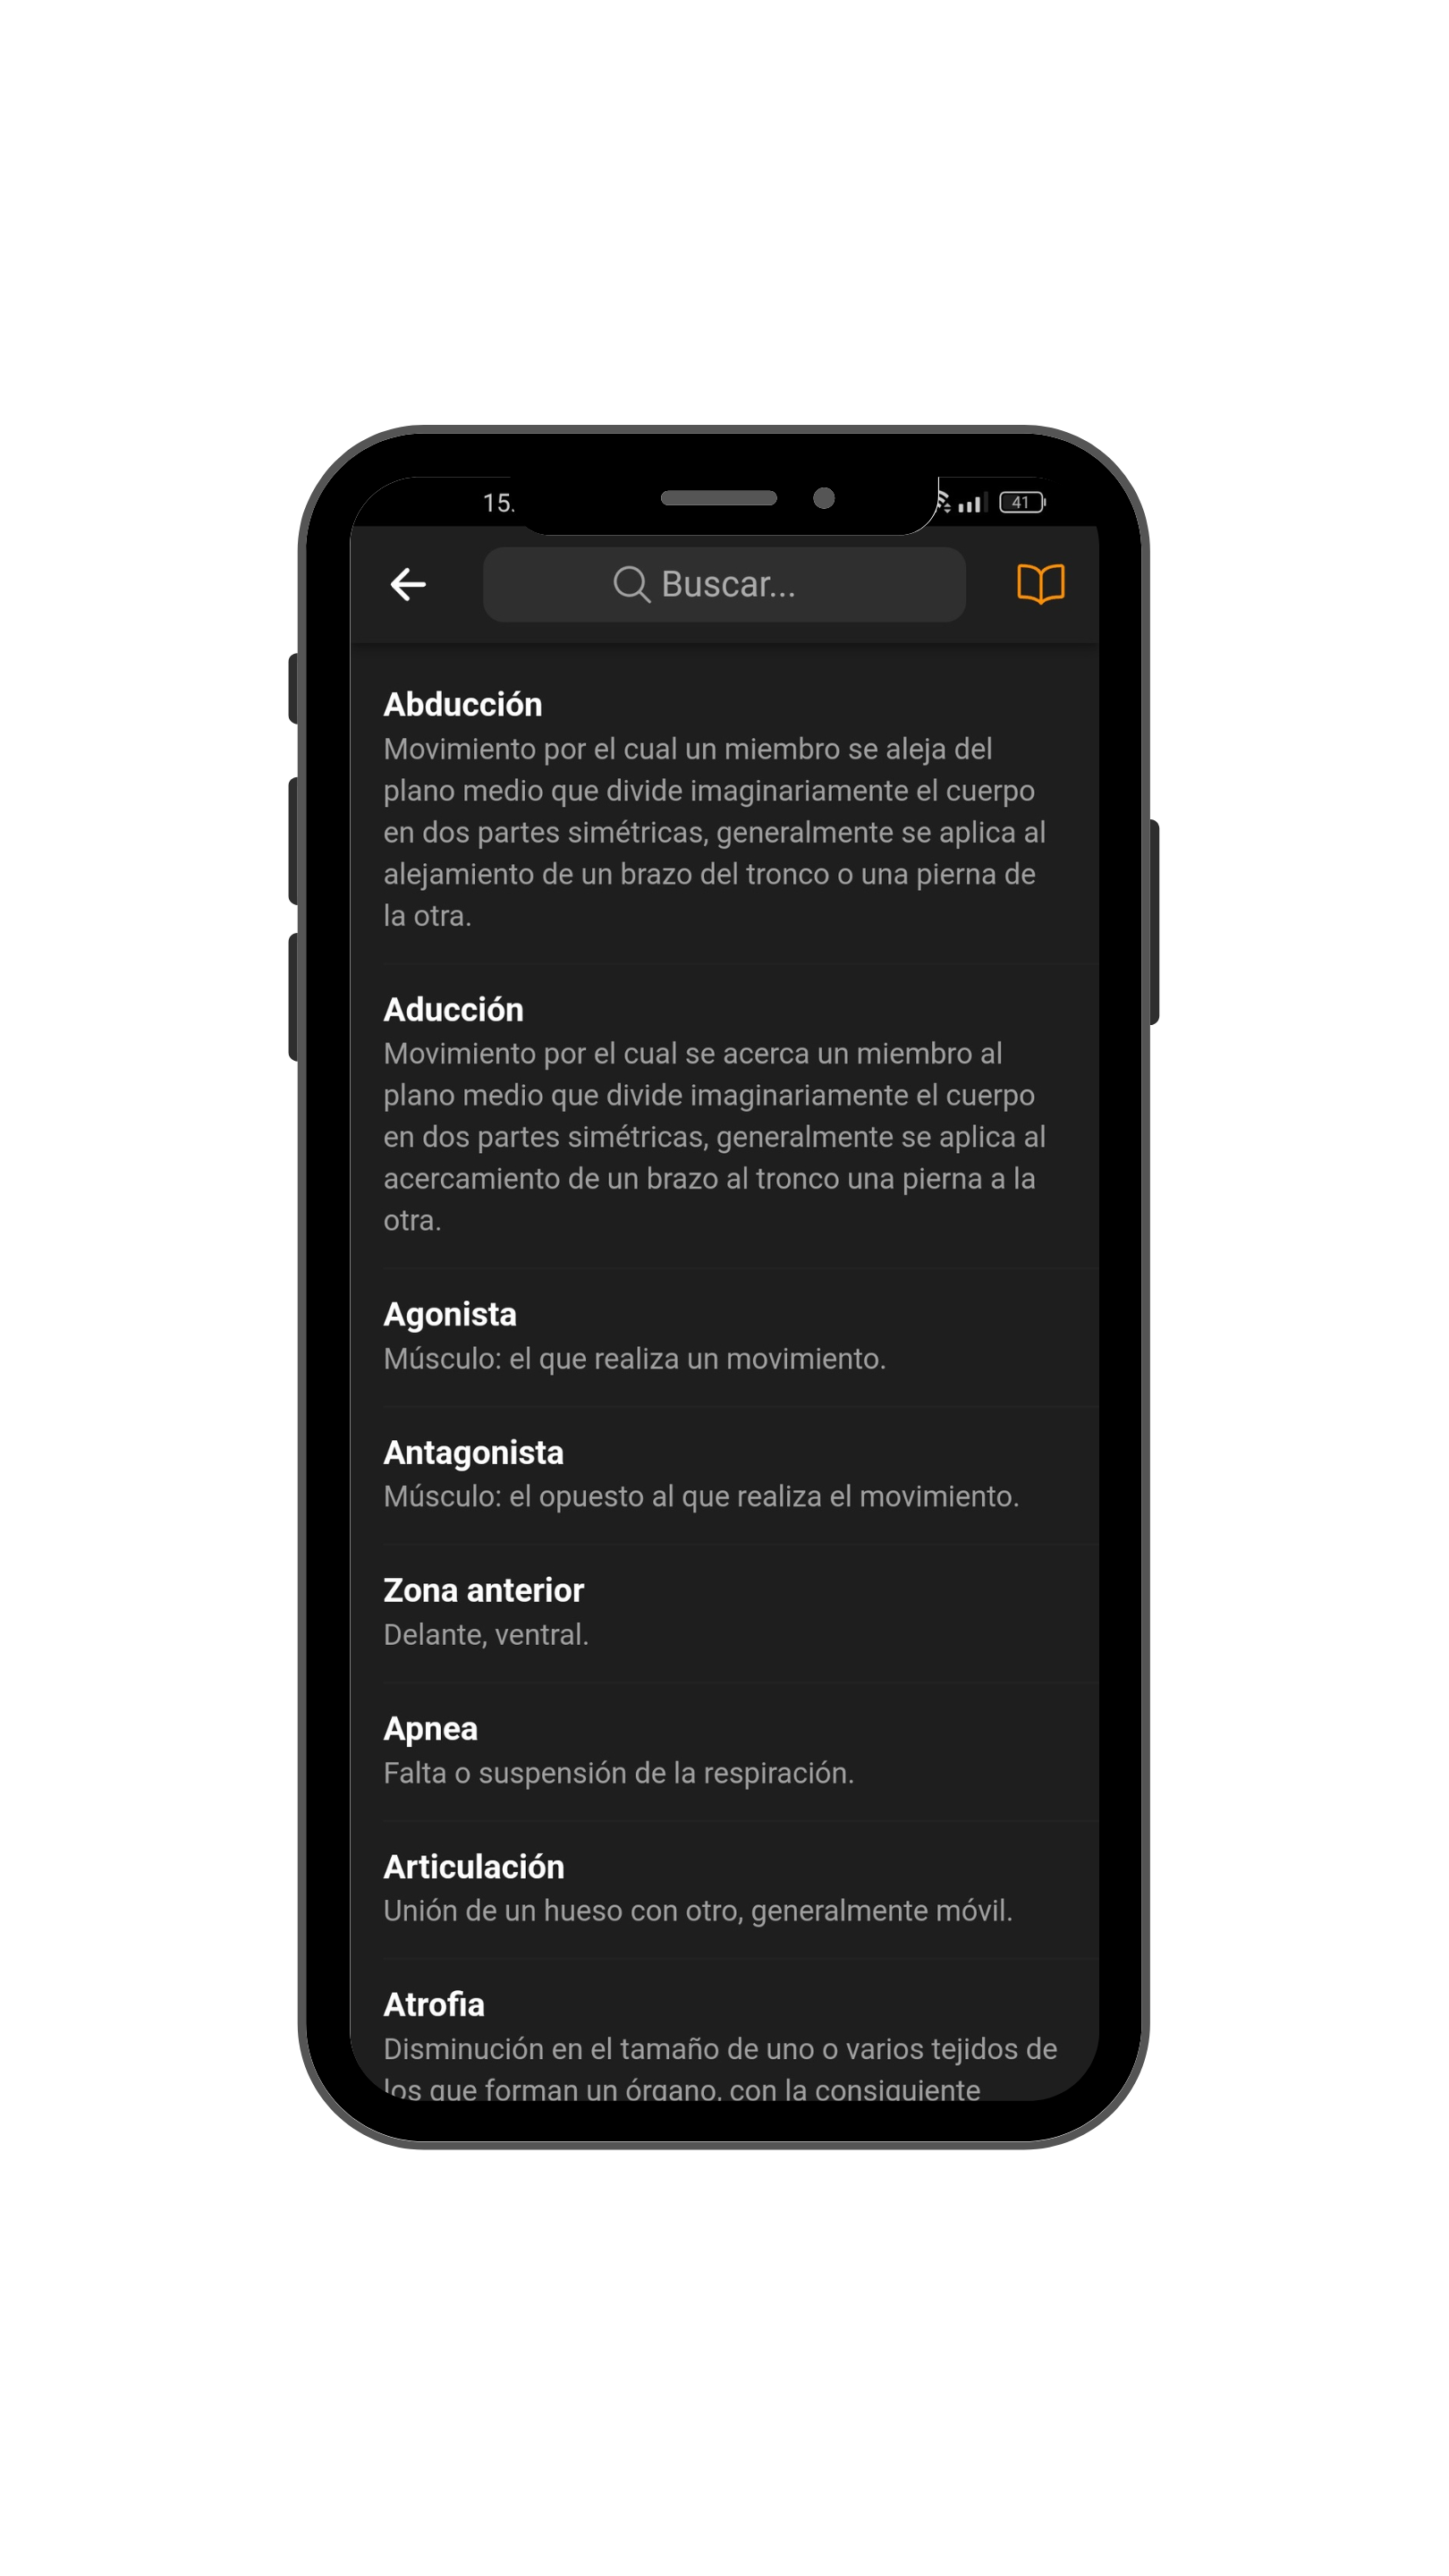 15.
41
Buscar...
Abducción
Movimiento por el cual un miembro se aleja del
plano medio que divide imaginariamente el cuerpo
en dos partes simétricas, generalmente se aplica al
alejamiento de un brazo del tronco o una pierna de
la otra.
Aducción
Movimiento por el cual se acerca un miembro al
plano medio que divide imaginariamente el cuerpo
en dos partes simétricas, generalmente se aplica al
acercamiento de un brazo al tronco una pierna a la
otra.
Agonista
Músculo: el que realiza un movimiento.
Antagonista
Músculo: el opuesto al que realiza el movimiento.
Zona anterior
Delante, ventral.
Apnea
Falta o suspensión de la respiración.
Articulación
Unión de un hueso con otro, generalmente móvil.
Atrofia
Disminución en el tamaño de uno o varios tejidos de
los que forman un órgano, con la consiguiente